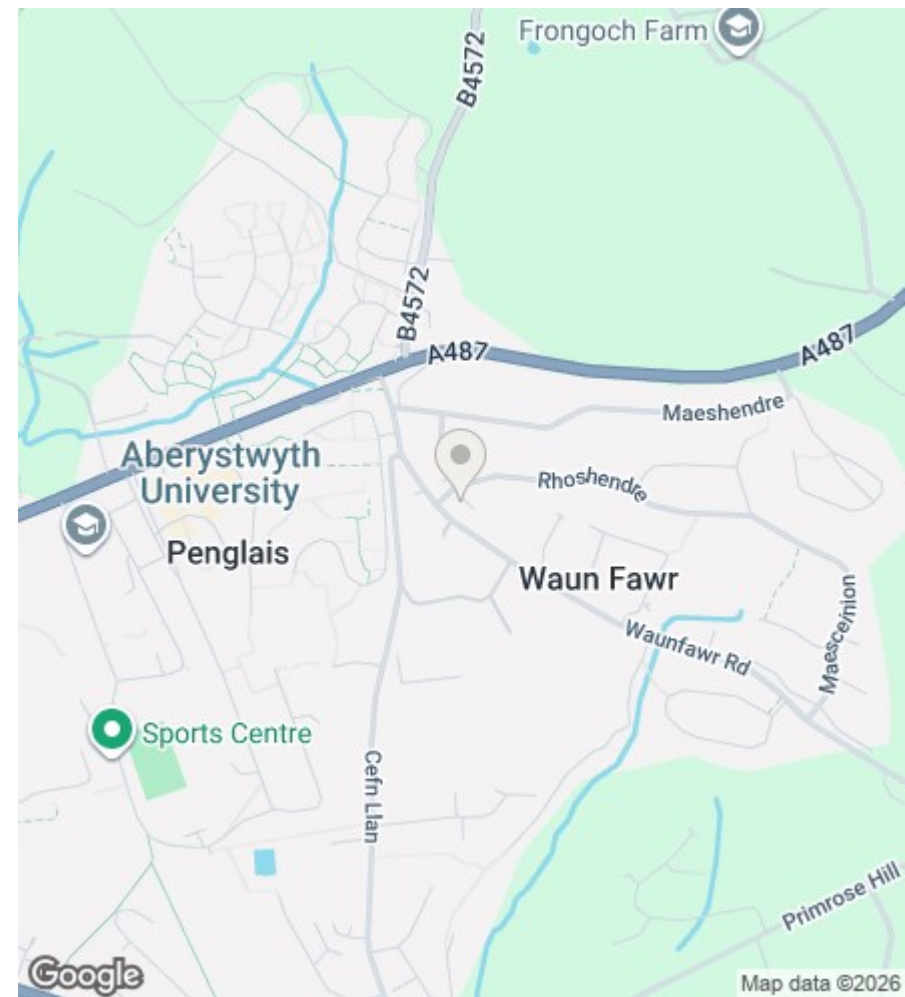 Frongoch Farm
B4572
B4572
A487
A487
Maeshendre
Aberystwyth
University
Rhoshendre
Penglais
Waun Fawr
Maesceinion
Waunfawr Rd
Sports Centre
Cefn Llan
Primrose Hill
Google
Map data ©2026